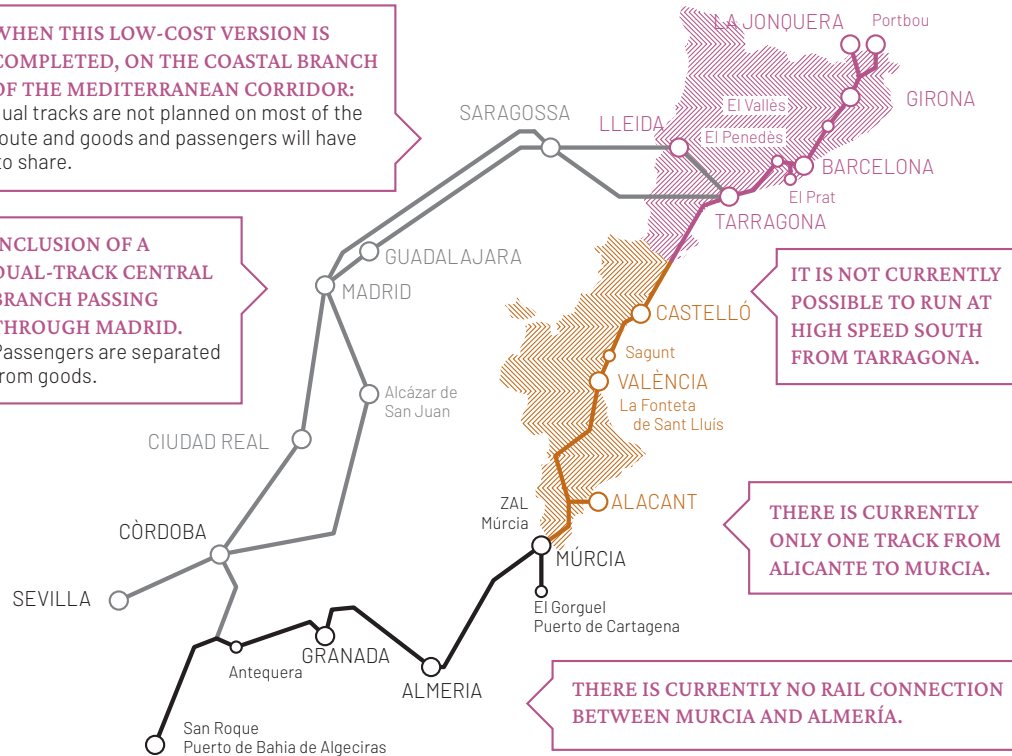 WHEN THIS LOW-COST VERSION IS
COMPLETED, ON THE COASTAL BRANCH
OF THE MEDITERRANEAN CORRIDOR:
ual tracks are not planned on most of the
oute and goods and passengers will have
to share.
LA JONQUERA
Portbou
GIRONA
El Vallès
SARAGOSSA
LLEIDA
El Penedès
BARCELONA
El Prat
TARRAGONA
NCLUSION OF A
DUAL-TRACK CENTRAL
BRANCH PASSING
THROUGH MADRID.
Passengers are separated
from goods.
GUADALAJARA
MADRID
IT IS NOT CURRENTLY
POSSIBLE TO RUN AT
HIGH SPEED SOUTH
FROM TARRAGONA.
CASTELLÓ
Sagunt
VALÈNCIA
La Fonteta
de Sant Lluís
Alcázar de
San Juan
CIUDAD REAL
ALACANT
ZAL
Múrcia
THERE IS CURRENTLY
ONLY ONE TRACK FROM
ALICANTE TO MURCIA.
CÒRDOBA
MÚRCIA
SEVILLA
El Gorguel
Puerto de Cartagena
GRANADA
Antequera
ALMERIA
THERE IS CURRENTLY NO RAIL CONNECTION
BETWEEN MURCIA AND ALMERÍA.
San Roque
Puerto de Bahia de Algeciras